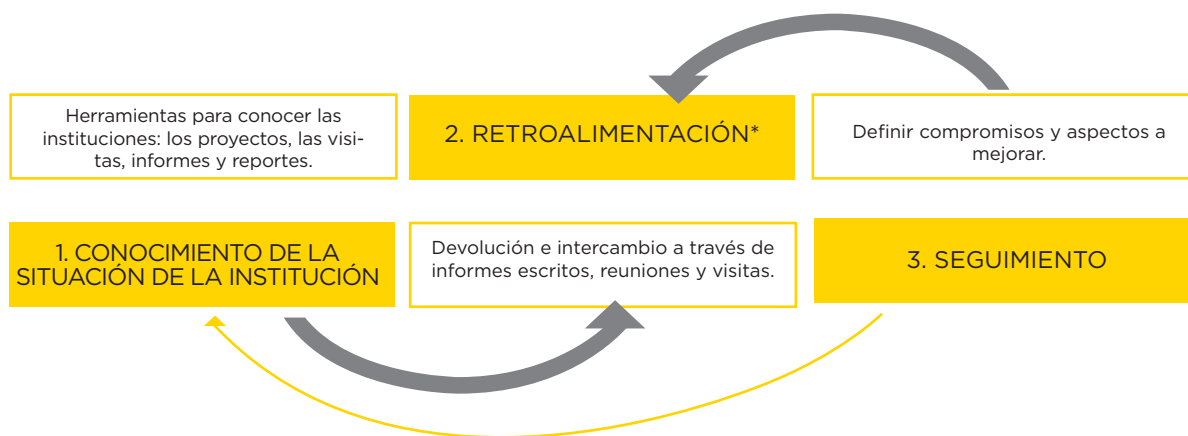 Herramientas para conocer las
instituciones: los proyectos, las visi-
tas, informes y reportes.
2. RETROALIMENTACIÓN*
Definir compromisos y aspectos a
mejorar.
1. CONOCIMIENTO DE LA
SITUACIÓN DE LA INSTITUCIÓN
Devolución e intercambio a través de
informes escritos, reuniones y visitas.
3. SEGUIMIENTO